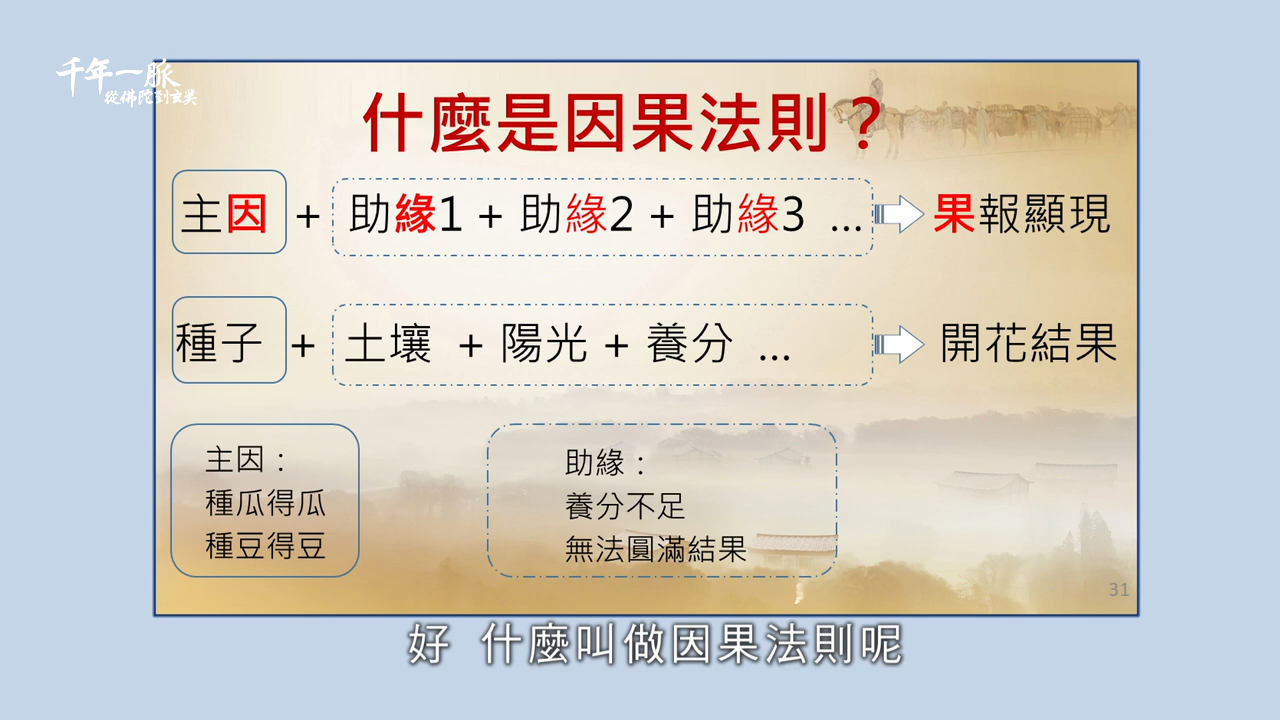 千年一脈
從佛陀到玄奘
什麼是因果法則？
主因 + 助緣1 + 助緣2 + 助緣3 ... 果報顯現
種子 + 土壤 + 陽光 + 養分 ... 開花結果
主因：
種瓜得瓜
種豆得豆
助緣：
養分不足
無法圓滿結果
31
好 什麼叫做因果法則呢